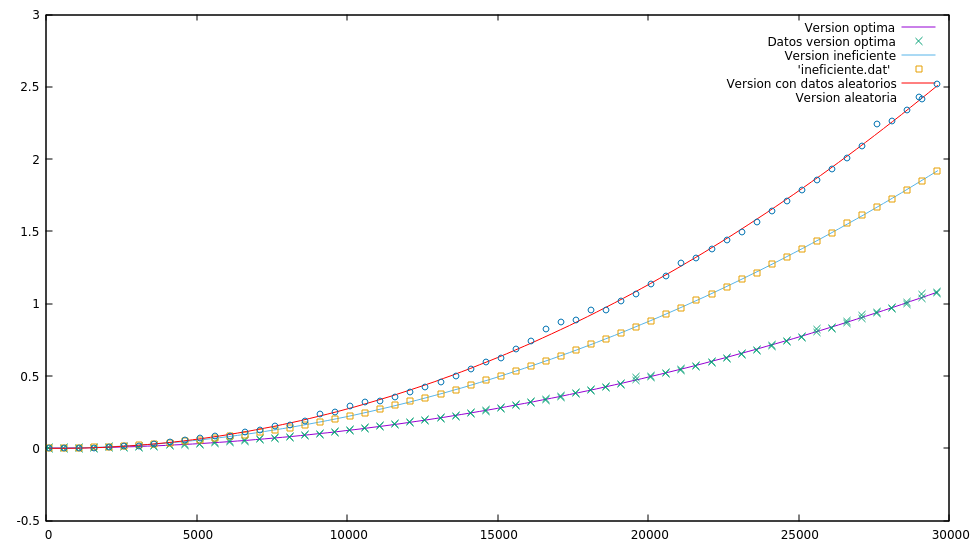 3
2.5
2
1.5
1
0.5
0
-0.5
0
5000
10000
15000
20000
25000
30000
Version optima
Datos version optima
Version ineficiente
'ineficiente.dat'
Version con datos aleatorios
Version aleatoria